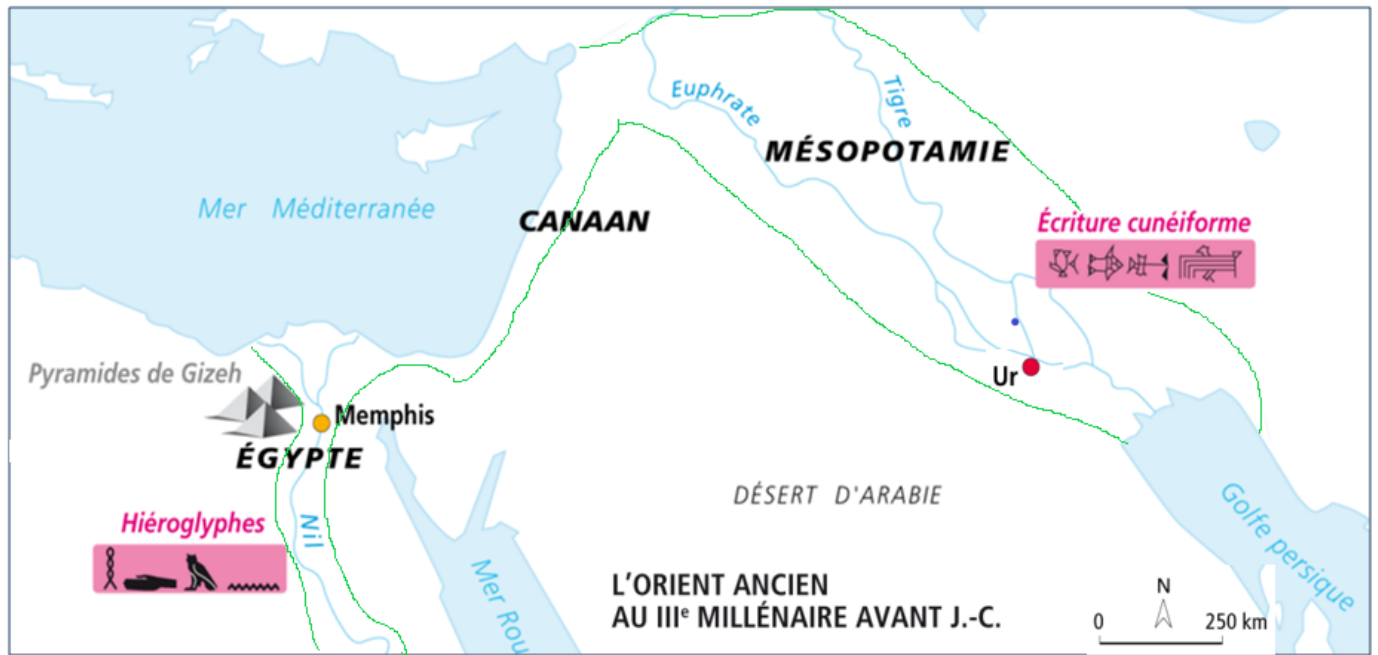 Euphrate
Tigre
MÉSOPOTAMIE
Mer Méditerranée
CANAAN
Écriture cunéiforme
Pyramides de Gizeh
Ur
Memphis
ÉGYPTE
DÉSERT D'ARABIE
Golfe persique
Hiéroglyphes
Nil
Mer Rou
L'ORIENT ANCIEN
AU IIIe MILLÉNAIRE AVANT J.-C.
N
0 250 km